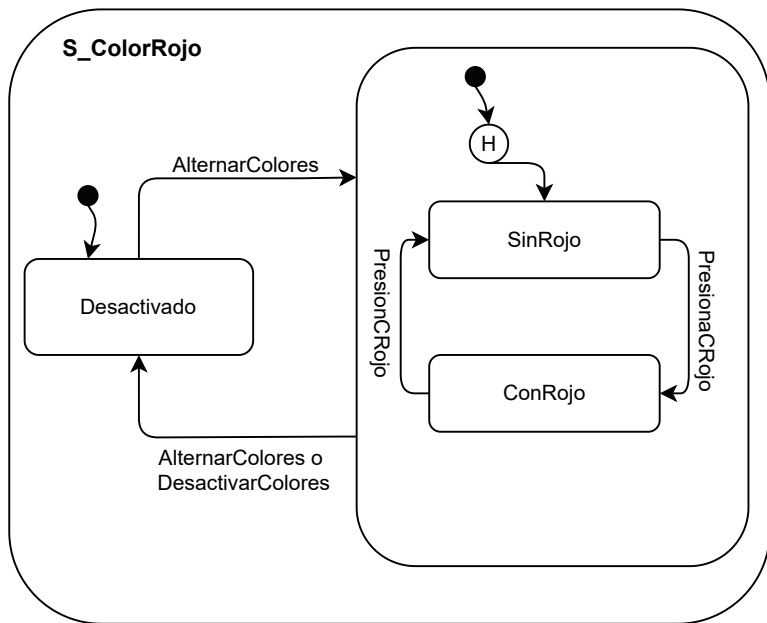 S_ColorRojo
H
AlternarColores
SinRojo
PresionCRojo
PresionaCRojo
Desactivado
ConRojo
AlternarColores o
DesactivarColores